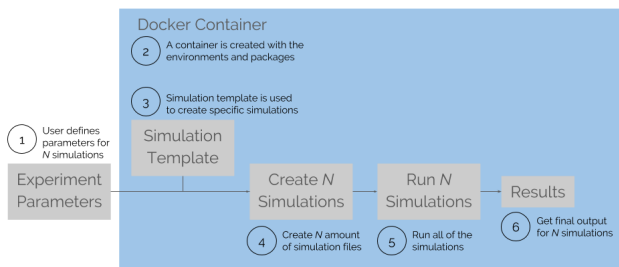 Docker Container
2
A container is created with the
environments and packages
3
Simulation template is used
to create specific simulations
1
User defines
parameters for
N simulations
Simulation
Template
Experiment
Parameters
Create N
Simulations
Run N
Simulations
Results
4
Create N amount
of simulation files
5
Run all of the
simulations
6
Get final output
for N simulations